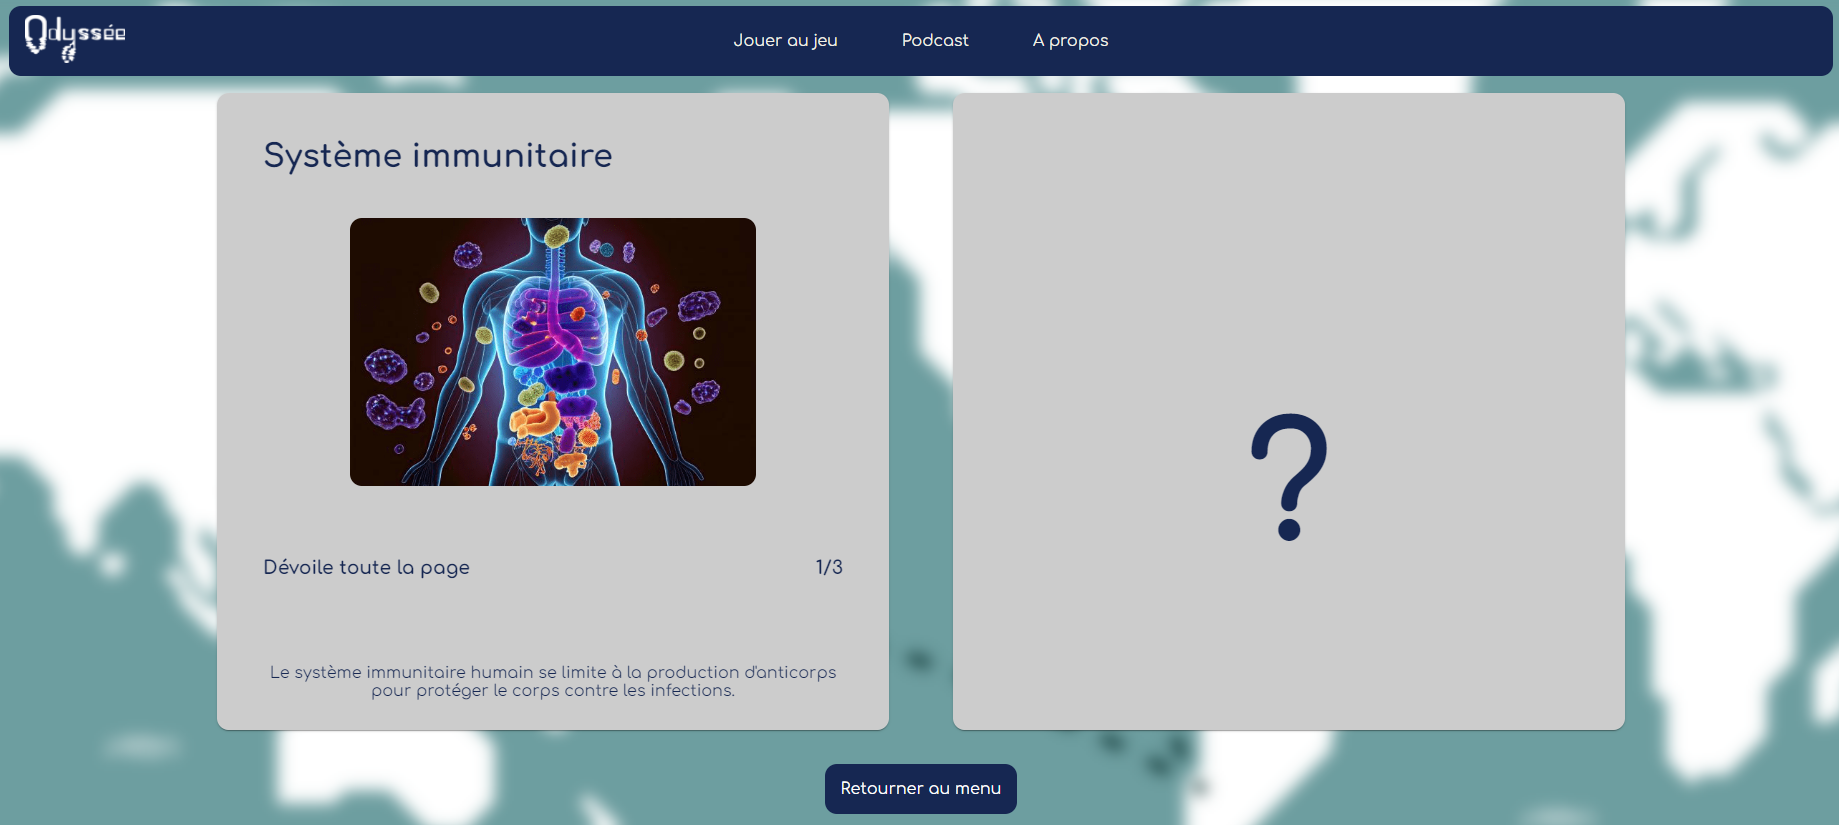 Odyssée
Jouer au jeu
Podcast
A propos
Système immunitaire
Dévoile toute la page
1/3
Le système immunitaire humain se limite à la production d'anticorps
pour protéger le corps contre les infections.
?
Retourner au menu